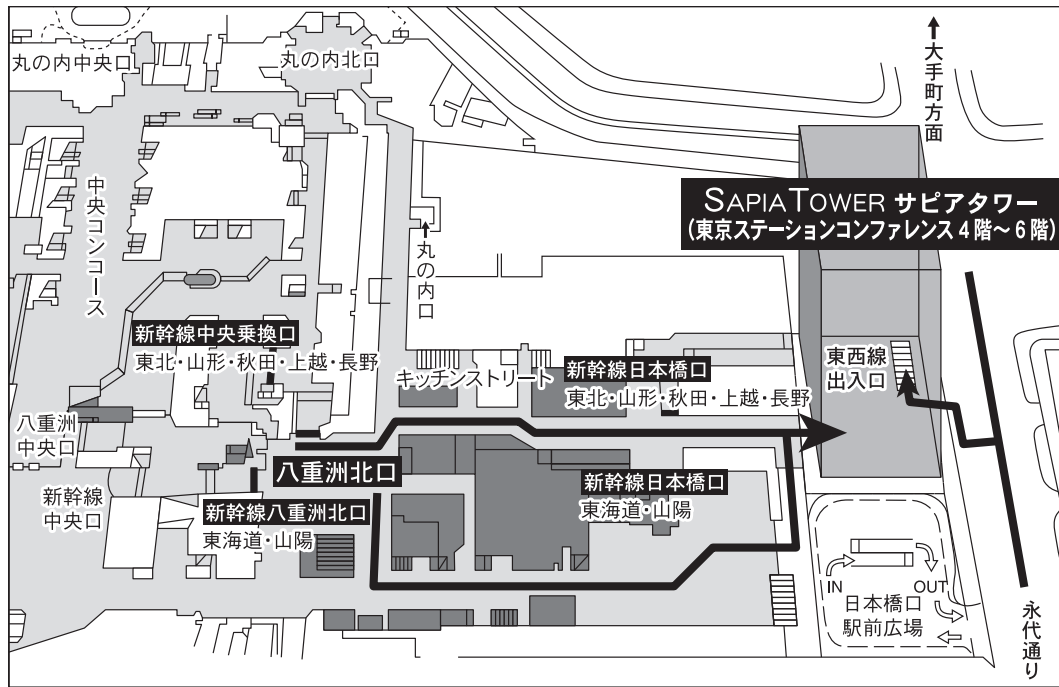 丸の内中央口
丸の内北口
↑大手町方面
SAPIA TOWER サピアタワー
(東京ステーションコンファレンス4階〜6階)
中央コンコース
↑丸の内口
新幹線中央乗換口
東北・山形・秋田・上越・長野
キッチンストリート
新幹線日本橋口
東北・山形・秋田・上越・長野
東西線
出入口
八重洲
中央口
八重洲北口
新幹線
中央口
新幹線八重洲北口
東海道・山陽
新幹線日本橋口
東海道・山陽
IN
OUT
日本橋口
駅前広場
永代通り